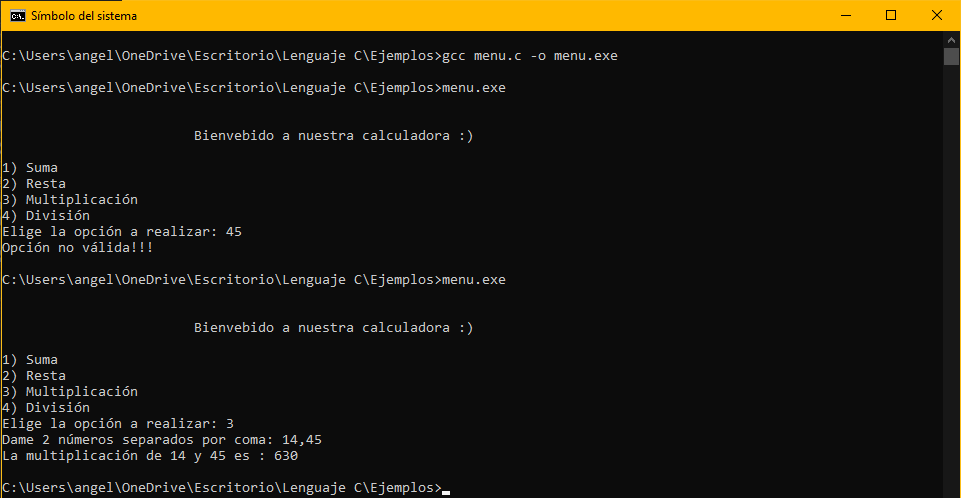 Símbolo del sistema
C:\Users\angel\OneDrive\Escritorio\Lenguaje C\Ejemplos>gcc menu.c -o menu.exe
C:\Users\angel\OneDrive\Escritorio\Lenguaje C\Ejemplos>menu.exe
Bienvebido a nuestra calculadora :)
1) Suma
2) Resta
3) Multiplicación
4) División
Elige la opción a realizar: 45
Opción no válida!!!
C:\Users\angel\OneDrive\Escritorio\Lenguaje C\Ejemplos>menu.exe
Bienvebido a nuestra calculadora :)
1) Suma
2) Resta
3) Multiplicación
4) División
Elige la opción a realizar: 3
Dame 2 números separados por coma: 14,45
La multiplicación de 14 y 45 es : 630
C:\Users\angel\OneDrive\Escritorio\Lenguaje C\Ejemplos>